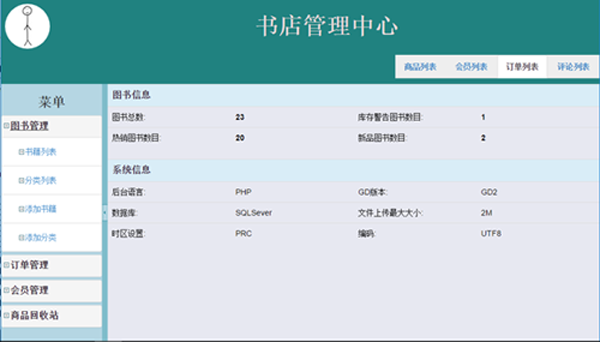 书店管理中心
商品列表 会员列表 订单列表 评论列表
菜单
图书管理
书籍列表
分类列表
添加书籍
添加分类
订单管理
会员管理
商品回收站
图书信息
图书总数: 23 库存警告图书数目: 1
热销图书数目: 20 新品图书数目: 2
系统信息
后台语言: PHP GD版本: GD2
数据库: SQLSever 文件上传最大大小: 2M
时区设置: PRC 编码: UTF8